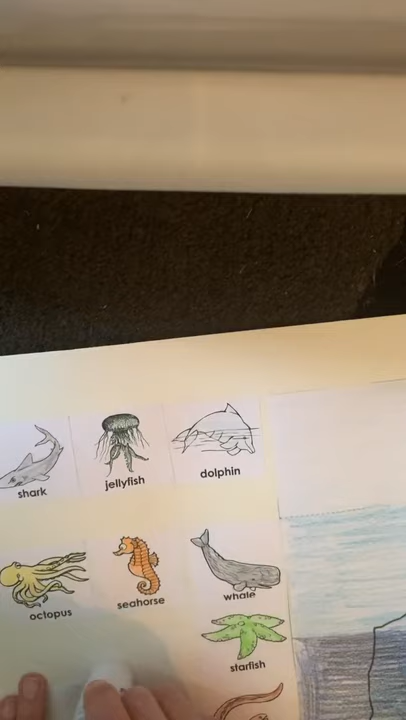 shark
jellyfish
dolphin
octopus
seahorse
whale
starfish